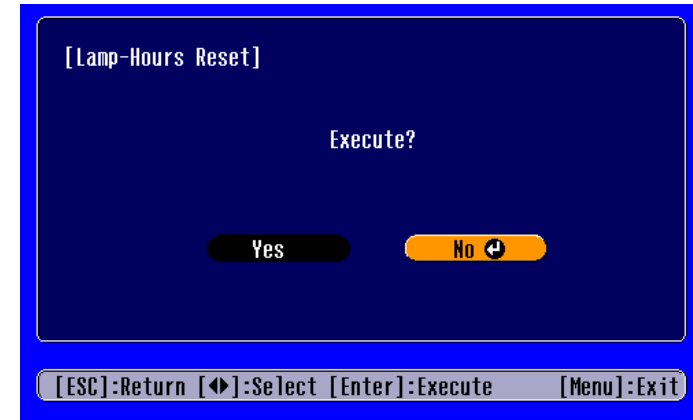 [Lamp-Hours Reset]
Execute?
Yes No
[ESC]:Return [◆]:Select [Enter]:Execute [Menu]:Exit